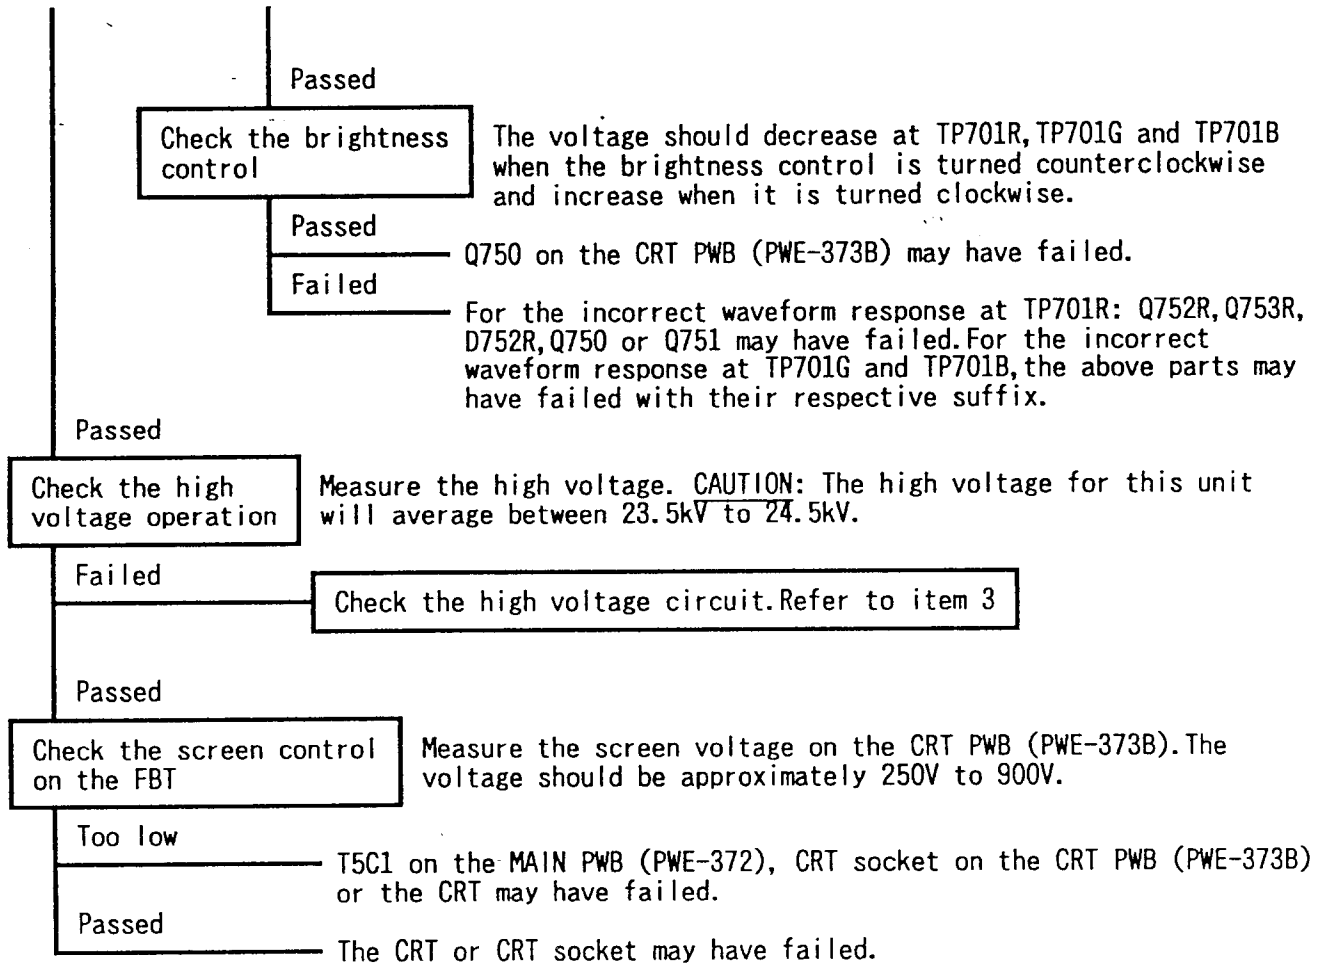 Passed
Check the brightness
control
The voltage should decrease at TP701R, TP701G and TP701B
when the brightness control is turned counterclockwise
and increase when it is turned clockwise.
Passed
Q750 on the CRT PWB (PWE-373B) may have failed.
Failed
For the incorrect waveform response at TP701R: Q752R, Q753R,
D752R, Q750 or Q751 may have failed. For the incorrect
waveform response at TP701G and TP701B, the above parts may
have failed with their respective suffix.
Passed
Check the high
voltage operation
Measure the high voltage. CAUTION: The high voltage for this unit
will average between 23.5kV to 24.5kV.
Failed
Check the high voltage circuit. Refer to item 3
Passed
Check the screen control
on the FBT
Measure the screen voltage on the CRT PWB (PWE-373B). The
voltage should be approximately 250V to 900V.
Too low
T5C1 on the MAIN PWB (PWE-372), CRT socket on the CRT PWB (PWE-373B)
or the CRT may have failed.
Passed
The CRT or CRT socket may have failed.